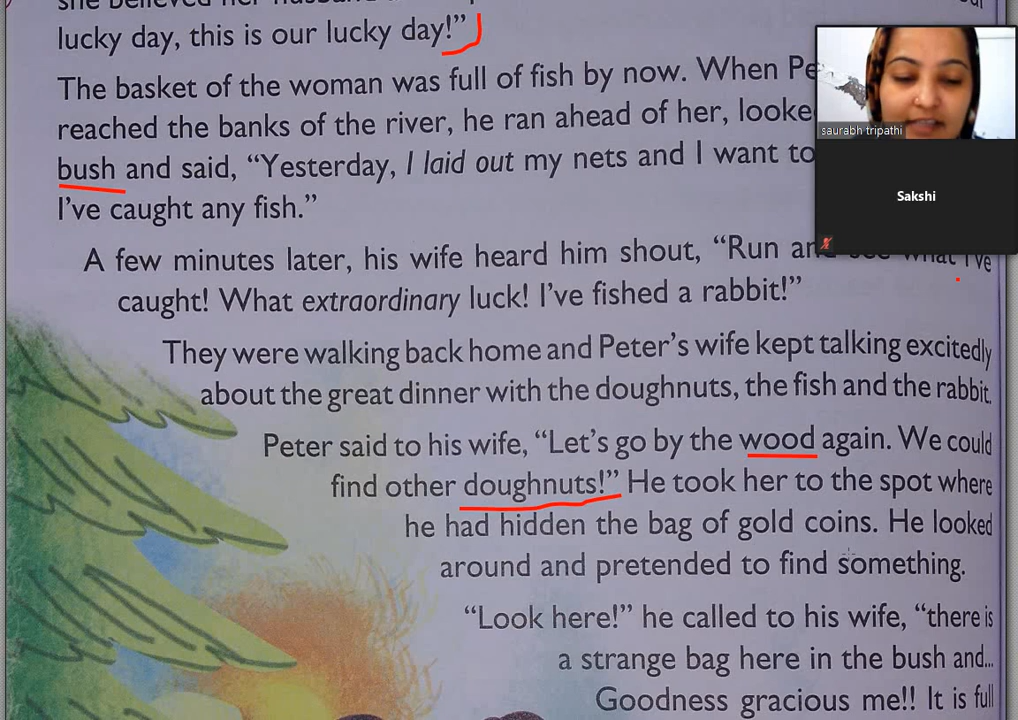 she believed her husband
lucky day, this is our lucky day!”
The basket of the woman was full of fish by now. When Pe
reached the banks of the river, he ran ahead of her, looke
bush and said, “Yesterday, I laid out my nets and I want to
I’ve caught any fish.”
A few minutes later, his wife heard him shout, “Run an see what I’ve
caught! What extraordinary luck! I’ve fished a rabbit!”
They were walking back home and Peter’s wife kept talking excitedly
about the great dinner with the doughnuts, the fish and the rabbit.
Peter said to his wife, “Let’s go by the wood again. We could
find other doughnuts!” He took her to the spot where
he had hidden the bag of gold coins. He looked
around and pretended to find something.
“Look here!” he called to his wife, “there is
a strange bag here in the bush and...
Goodness gracious me!! It is full
saurabh tripathi
Sakshi